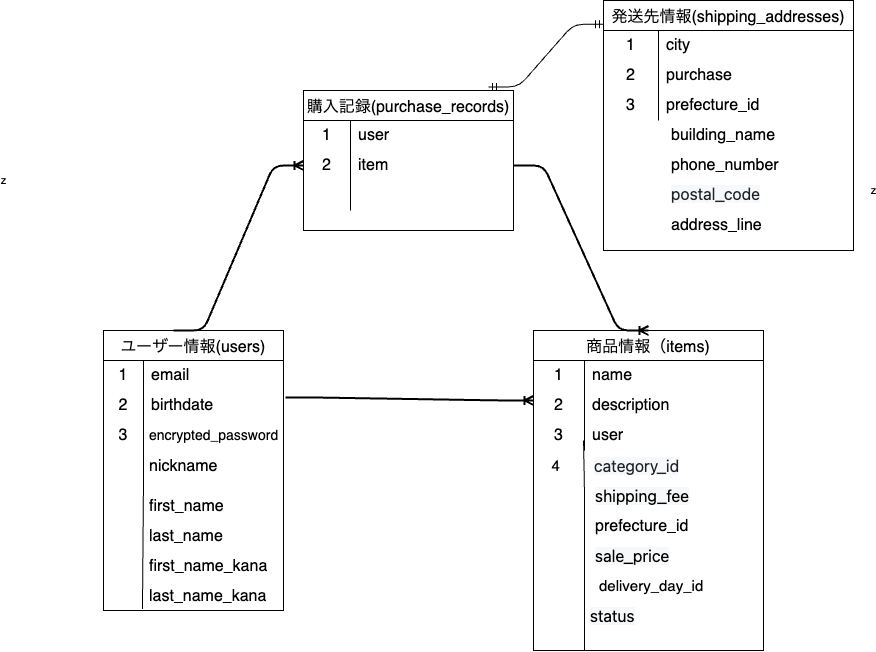 発送先情報(shipping_addresses)
1 city
2 purchase
3 prefecture_id
building_name
phone_number
postal_code
address_line
購入記録(purchase_records)
1 user
2 item
z
z
ユーザー情報(users)
1 email
2 birthdate
3 encrypted_password
nickname
first_name
last_name
first_name_kana
last_name_kana
商品情報（items)
1 name
2 description
3 user
4 category_id
shipping_fee
prefecture_id
sale_price
delivery_day_id
status